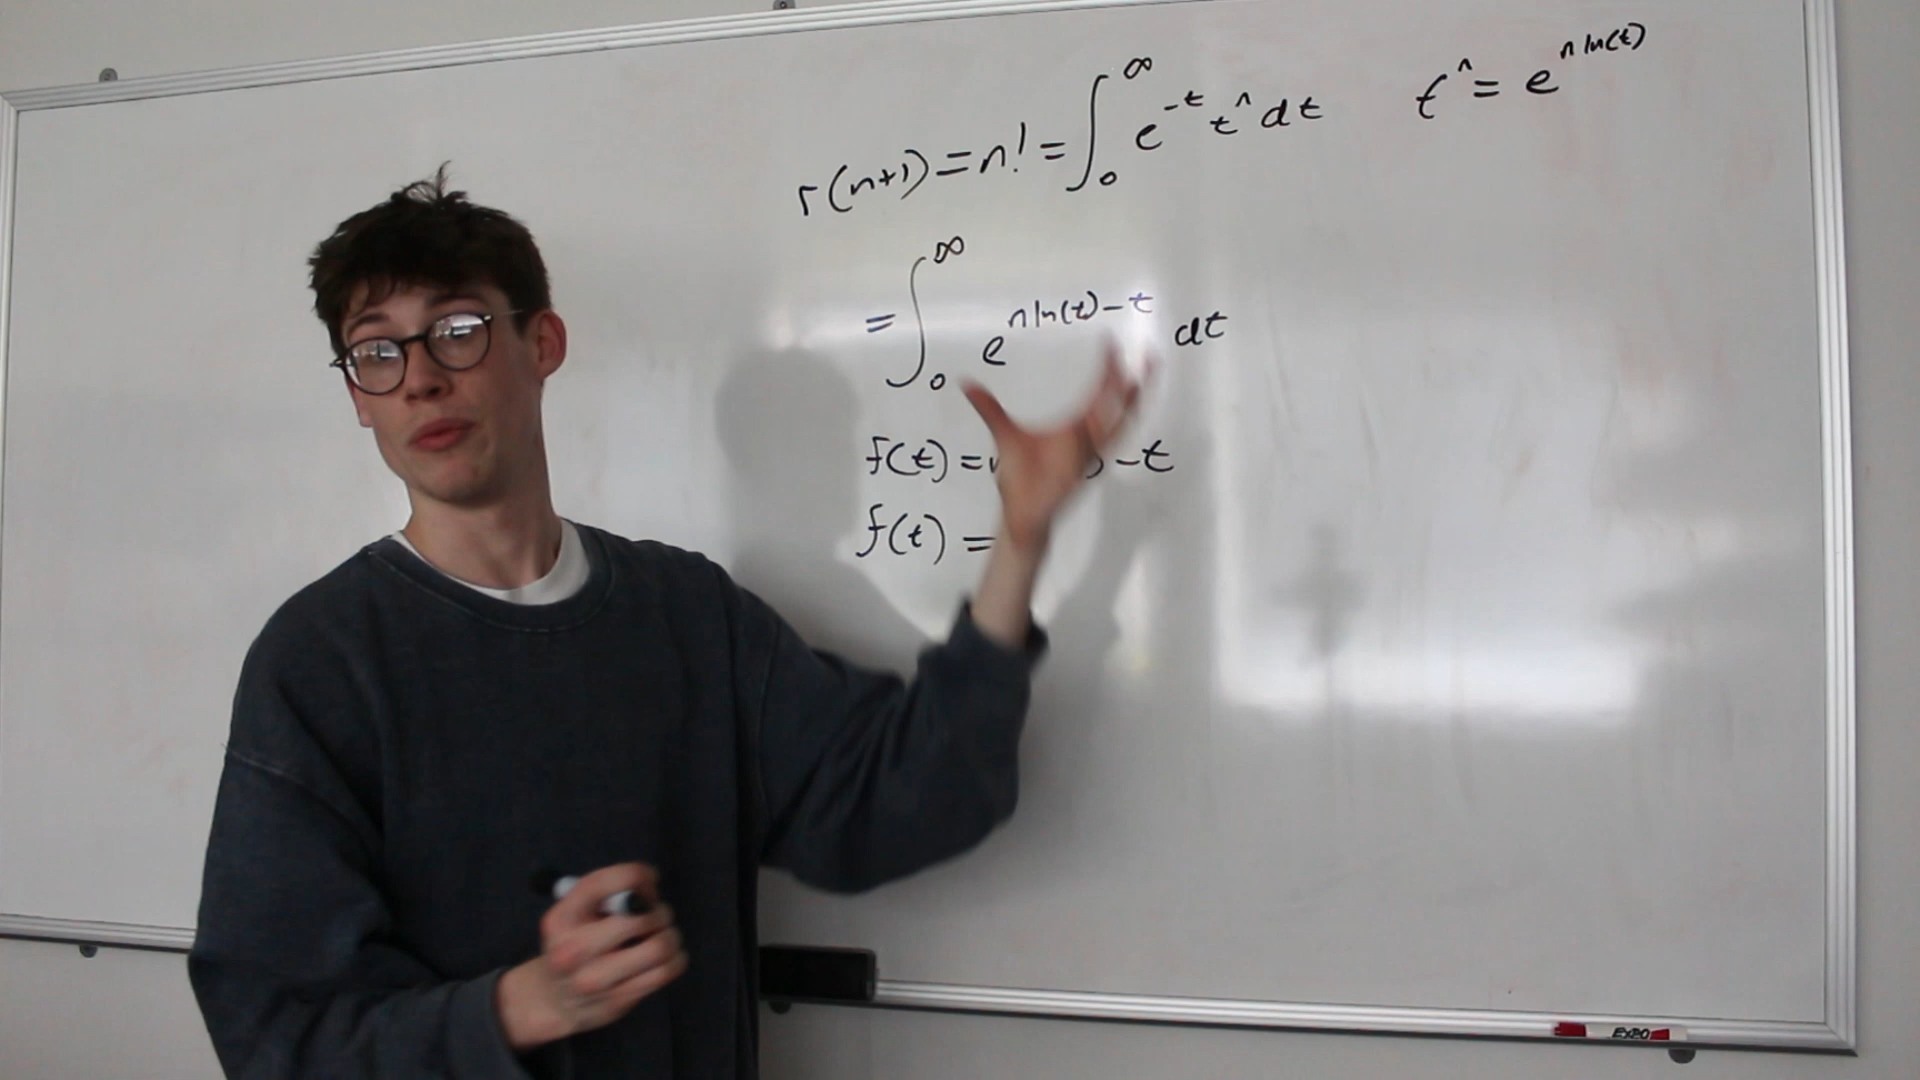 Γ(n+1) = n! = ∫₀^∞ e^{-t} t^n dt    t^n = e^{n ln(t)}
= ∫₀^∞ e^{n ln(t) - t} dt
f(t) = - t
f(t) =
EXPO